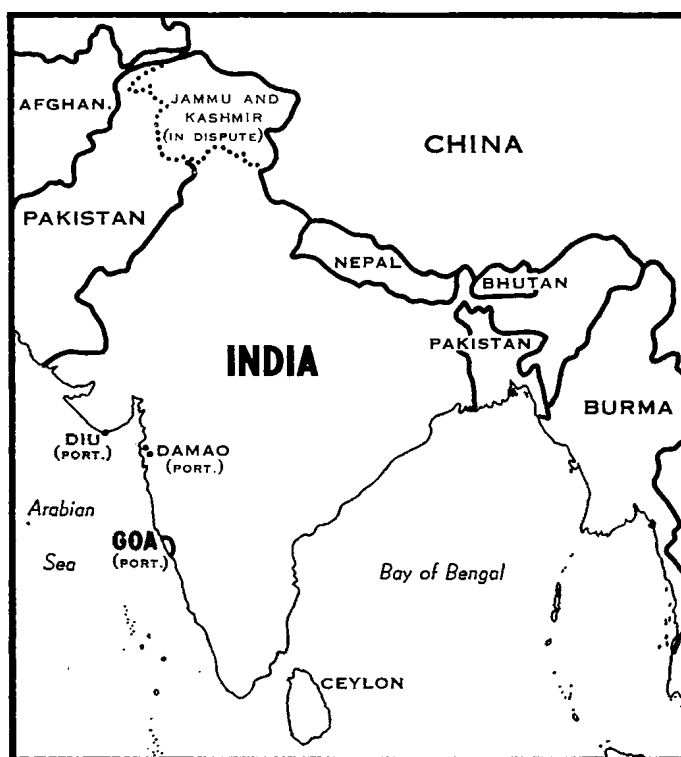 AFGHAN.
JAMMU AND
KASHMIR
(IN DISPUTE)
CHINA
PAKISTAN
NEPAL
BHUTAN
PAKISTAN
INDIA
BURMA
DIU
(PORT.)
DAMAO
(PORT.)
Arabian
Sea
GOA
(PORT.)
Bay of Bengal
CEYLON